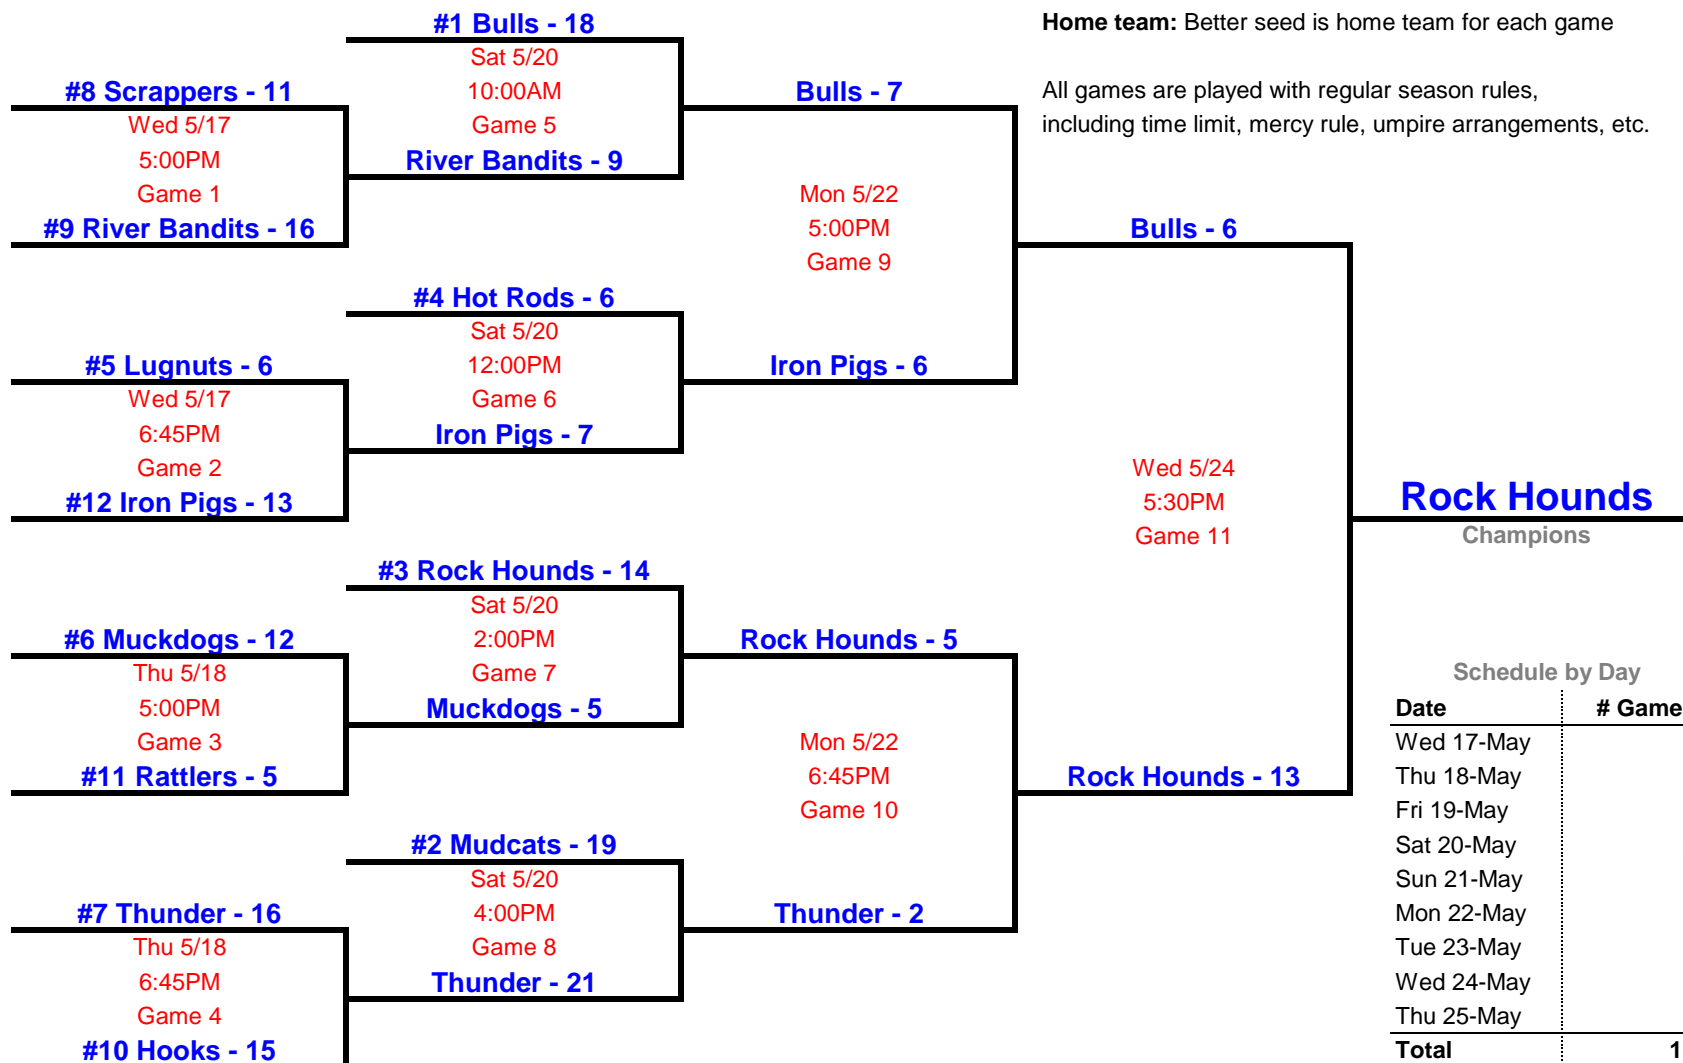 #1 Bulls - 18
Sat 5/20
10:00AM
Game 5
River Bandits - 9
#8 Scrappers - 11
Wed 5/17
5:00PM
Game 1
#9 River Bandits - 16
Bulls - 7
Mon 5/22
5:00PM
Game 9
Iron Pigs - 6
#4 Hot Rods - 6
Sat 5/20
12:00PM
Game 6
Iron Pigs - 7
#5 Lugnuts - 6
Wed 5/17
6:45PM
Game 2
#12 Iron Pigs - 13
Bulls - 6
Wed 5/24
5:30PM
Game 11
Rock Hounds - 13
Rock Hounds
Champions
#3 Rock Hounds - 14
Sat 5/20
2:00PM
Game 7
Muckdogs - 5
#6 Muckdogs - 12
Thu 5/18
5:00PM
Game 3
#11 Rattlers - 5
Rock Hounds - 5
Mon 5/22
6:45PM
Game 10
Thunder - 2
#2 Mudcats - 19
Sat 5/20
4:00PM
Game 8
Thunder - 21
#7 Thunder - 16
Thu 5/18
6:45PM
Game 4
#10 Hooks - 15
Home team: Better seed is home team for each game
All games are played with regular season rules,
including time limit, mercy rule, umpire arrangements, etc.
Schedule by Day
Date # Game
Wed 17-May
Thu 18-May
Fri 19-May
Sat 20-May
Sun 21-May
Mon 22-May
Tue 23-May
Wed 24-May
Thu 25-May
Total 1